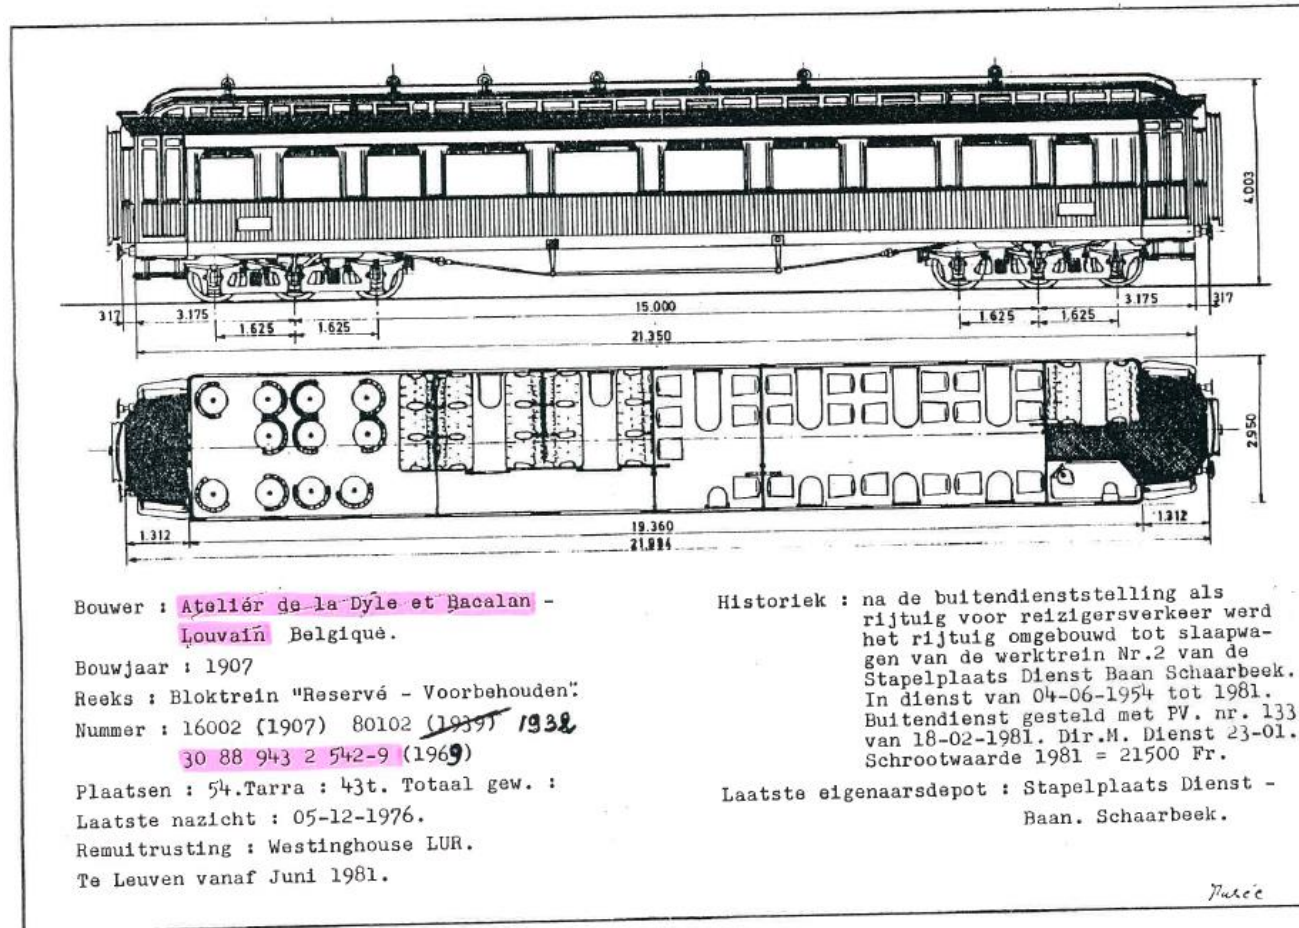 4.003
317
3.175
1.625
1.625
15.000
1.625
1.625
3.175
317
21.350
2.950
1.312
19.360
1.312
21.984
Bouwer : Ateliér de la Dyle et Bacalan -
Louvain Belgique.
Bouwjaar : 1907
Reeks : Bloktrein "Reservé - Voorbehouden".
Nummer : 16002 (1907) 80102 (1939) 1932
30 88 943 2 542-9 (1969)
Plaatsen : 54.Tarra : 43t. Totaal gew. :
Laatste nazicht : 05-12-1976.
Remuitrusting : Westinghouse LUR.
Te Leuven vanaf Juni 1981.
Historiek : na de buitendienststelling als
rijtuig voor reizigersverkeer werd
het rijtuig omgebouwd tot slaapwa-
gen van de werktrein Nr.2 van de
Stapelplaats Dienst Baan Schaarbeek.
In dienst van 04-06-1954 tot 1981.
Buitendienst gesteld met PV. nr. 133
van 18-02-1981. Dir.M. Dienst 23-01.
Schrootwaarde 1981 = 21500 Fr.
Laatste eigenaarsdepot : Stapelplaats Dienst -
Baan. Schaarbeek.